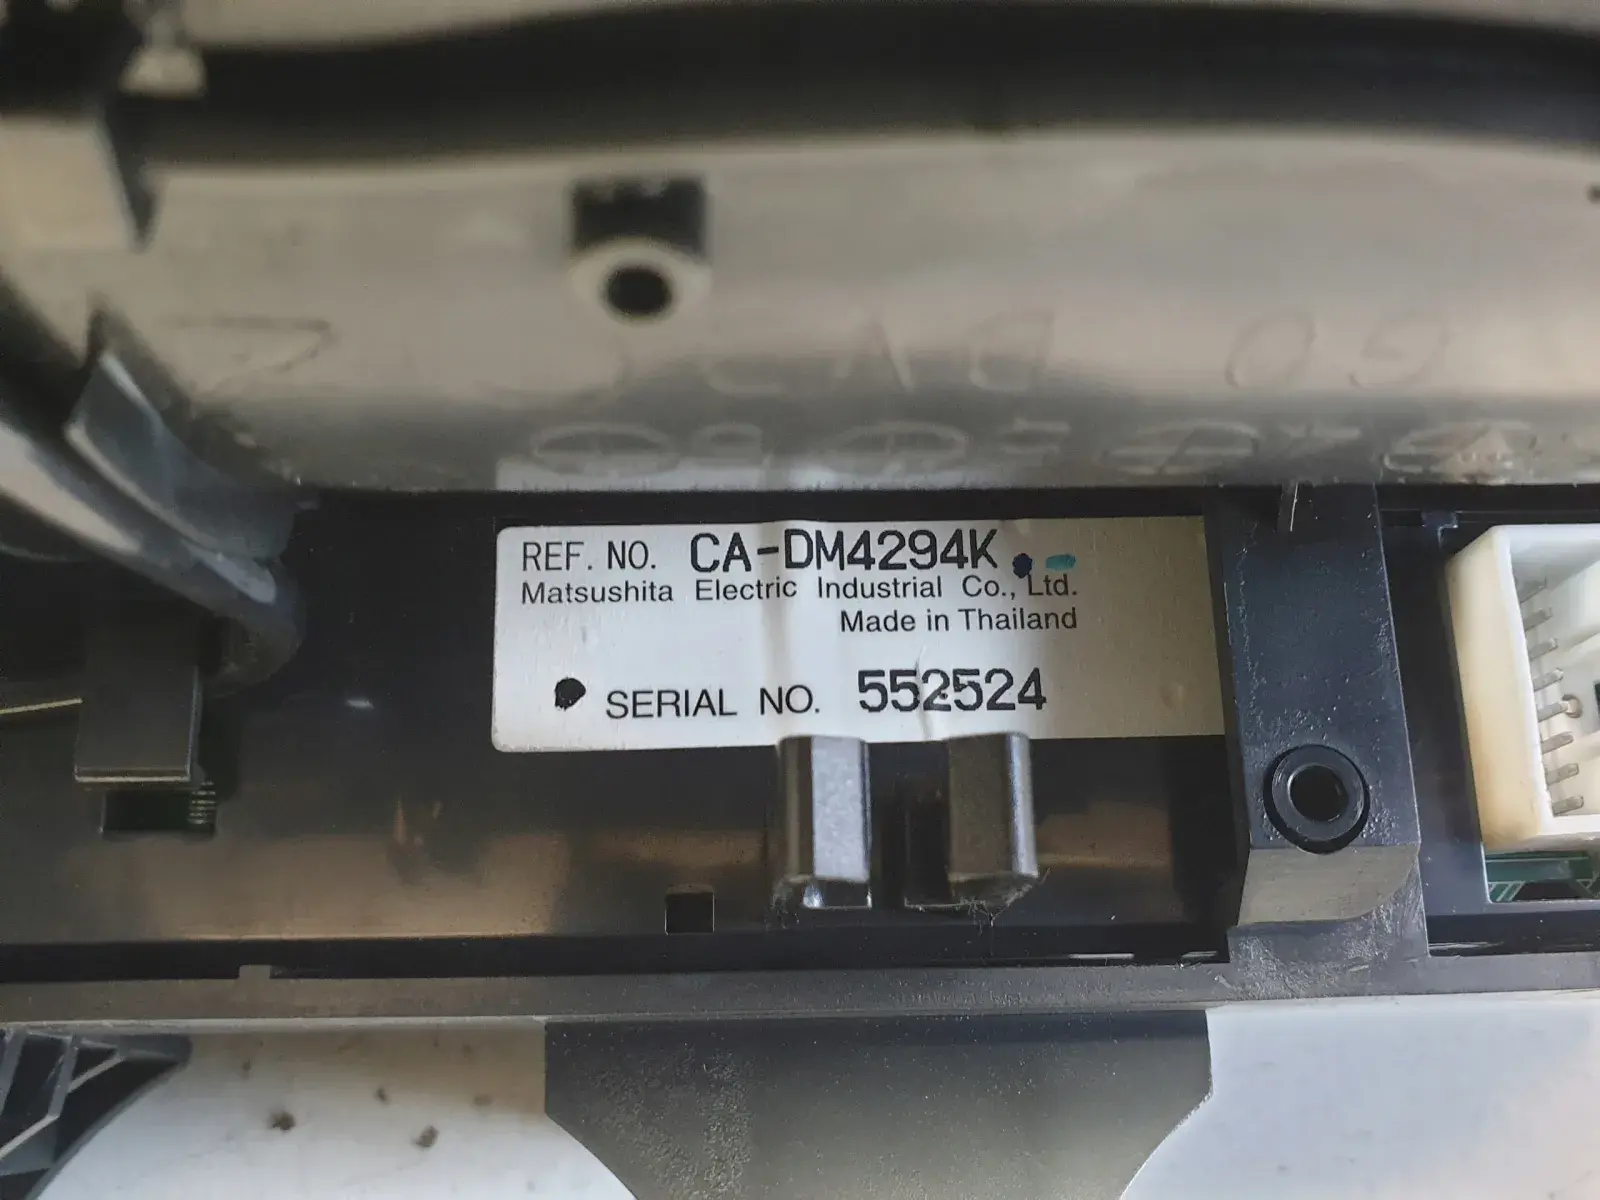 REF. NO. CA-DM4294K
Matsushita Electric Industrial Co., Ltd.
Made in Thailand
SERIAL NO. 552524